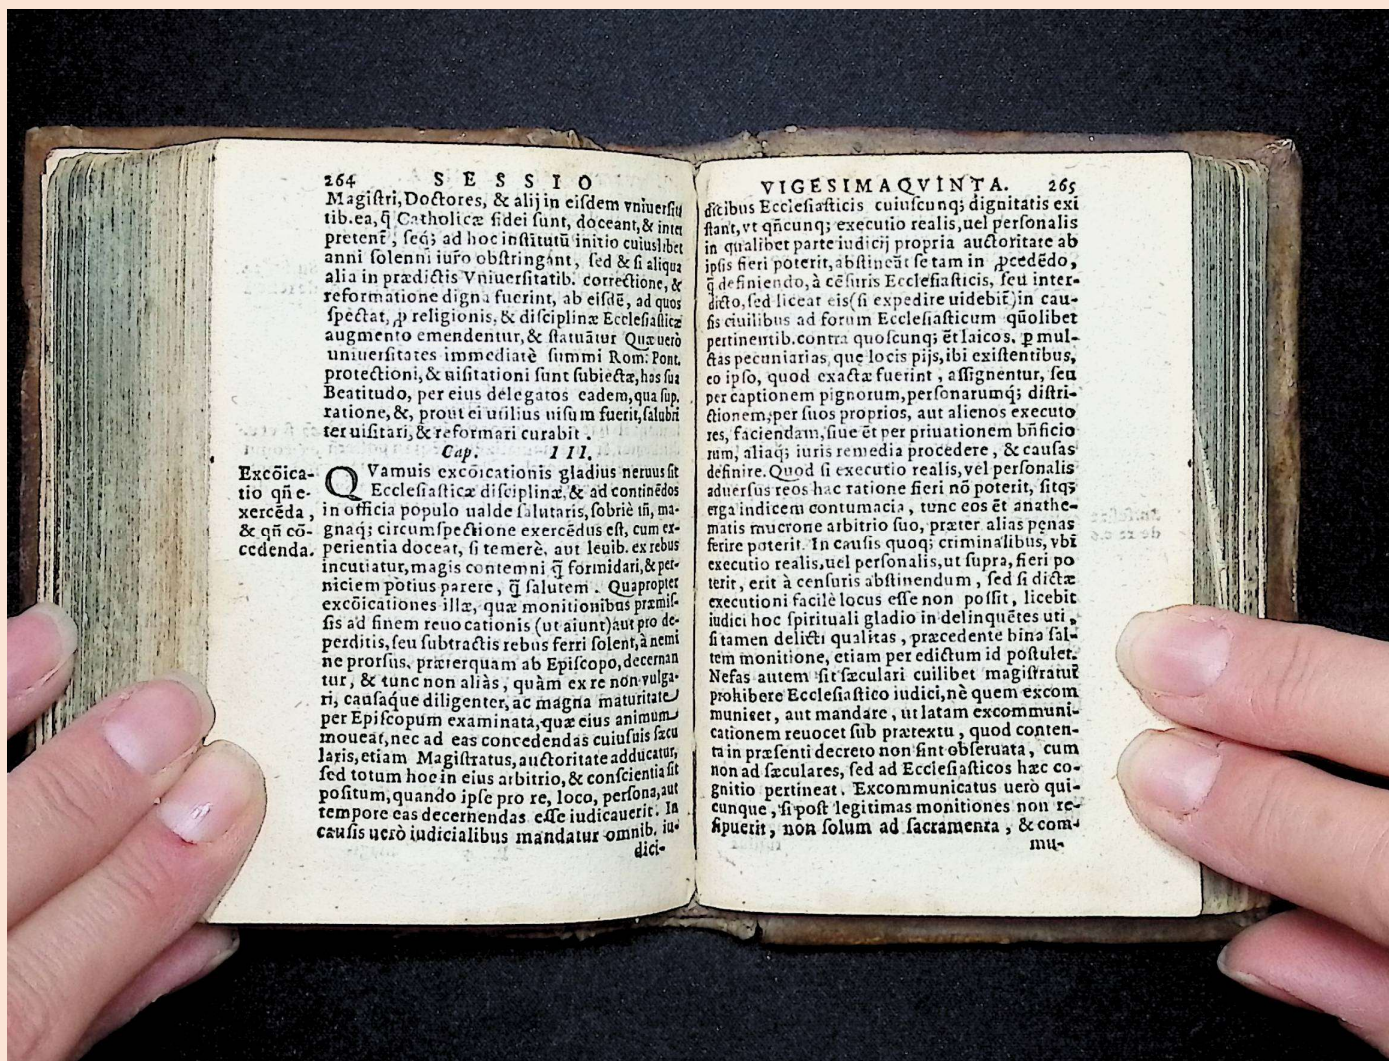 264 SESSIO
Magiſtri, Doctores, & alij in eiſdem vniuerſita
tib. ea, q̃ Catholicæ fidei ſunt, doceant, & inter
pretent̃, ſeq́; ad hoc inſtitutū initio cuiuslibet
anni ſolenni iuro obſtringant, ſed & ſi aliqua
alia in prædictis Vniuerſitatib. correctione, &
reformatione digna fuerint, ab eiſdē, ad quos
ſpectat, ꝓ religionis, & diſciplinæ Eccleſiaſticæ
augmento emendentur, & ſtatuātur Quæ uerò
uniuerſitates immediatè ſummi Rom. Pont.
protectioni, & uiſitationi ſunt ſubiectæ, has ſua
Beatitudo, per eius delegatos eadem, qua ſup.
ratione, &, prout ei utilius uiſum fuerit, ſalubri
ter uiſitari, & reformari curabit.
Cap. III.
Excōica-
tio qñ e-
xercēda,
& qñ cō-
cedenda.
QVamuis excōicationis gladius neruus ſit
Eccleſiaſticæ diſciplinæ, & ad continēdos
in officia populo ualde ſalutaris, ſobriè tñ, ma-
gnaq; circumſpectione exercēdus eſt, cum ex-
perientia doceat, ſi temerè, aut leuib. ex rebus
incutiatur, magis contemni q̃ formidari, & per-
niciem potius parere, q̃ ſalutem. Quapropter
excōicationes illæ, quæ monitionibus præmiſ-
ſis ad finem reuocationis (ut aiunt) aut pro de-
perditis, ſeu ſubtractis rebus ferri ſolent, à nemi
ne prorſus, præterquam ab Epiſcopo, decernan
tur, & tunc non aliàs, quàm ex re non vulga-
ri, cauſaque diligenter, ac magna maturitate
per Epiſcopum examinata, quæ eius animum
moueat, nec ad eas concedendas cuiuſuis ſæcu
laris, etiam Magiſtratus, auctoritate adducatur,
ſed totum hoc in eius arbitrio, & conſcientia ſit
poſitum, quando ipſe pro re, loco, perſona, aut
tempore eas decernendas eſſe iudicauerit. In
cauſis uerò iudicialibus mandatur omnib. iu-
dici-
VIGESIMAQVINTA. 265
dicibus Eccleſiaſticis cuiuſcunq; dignitatis exi
ſtant, vt qñcunq; executio realis, uel perſonalis
in qualibet parte iudicij propria auctoritate ab
ipſis fieri poterit, abſtineāt ſe tam in ꝓcedēdo,
q̃ definiendo, à cēſuris Eccleſiaſticis, ſeu inter-
dicto, ſed liceat eis (ſi expedire uidebit̃) in cau-
ſis ciuilibus ad forum Eccleſiaſticum quōlibet
pertinentib. contra quoſcunq; ēt laicos, ꝑ mul-
ctas pecuniarias, que locis pijs, ibi exiſtentibus,
eo ipſo, quod exactæ fuerint, aſſignentur, ſeu
per captionem pignorum, perſonarumq́; diſtri-
ctionem, per ſuos proprios, aut alienos executo
res, faciendam, ſiue ēt per priuationem bñficio
rum, aliaq́; iuris remedia procedere, & cauſas
definire. Quod ſi executio realis, vel perſonalis
aduerſus reos hac ratione fieri nō poterit, ſitq;
erga indicem contumacia, tunc eos ēt anathe-
matis mucrone arbitrio ſuo, præter alias pęnas
ferire poterit. In cauſis quoq; criminalibus, vbi
executio realis, uel perſonalis, ut ſupra, fieri po
terit, erit à cenſuris abſtinendum, ſed ſi dictæ
executioni facilè locus eſſe non poſſit, licebit
iudici hoc ſpirituali gladio in delinquētes uti,
ſi tamen delicti qualitas, præcedente bina ſal-
tem monitione, etiam per edictum id poſtulet.
Nefas autem ſit ſæculari cuilibet magiſtratui
prohibere Eccleſiaſtico iudici, nè quem excom
municet, aut mandare, ut latam excommuni-
cationem reuocet ſub prætextu, quod conten-
ta in præſenti decreto non ſint obſeruata, cum
non ad ſæculares, ſed ad Eccleſiaſticos hæc co-
gnitio pertineat. Excommunicatus uerò qui-
cunque, ſi poſt legitimas monitiones non re-
ſipuerit, non ſolum ad ſacramenta, & com-
mu-